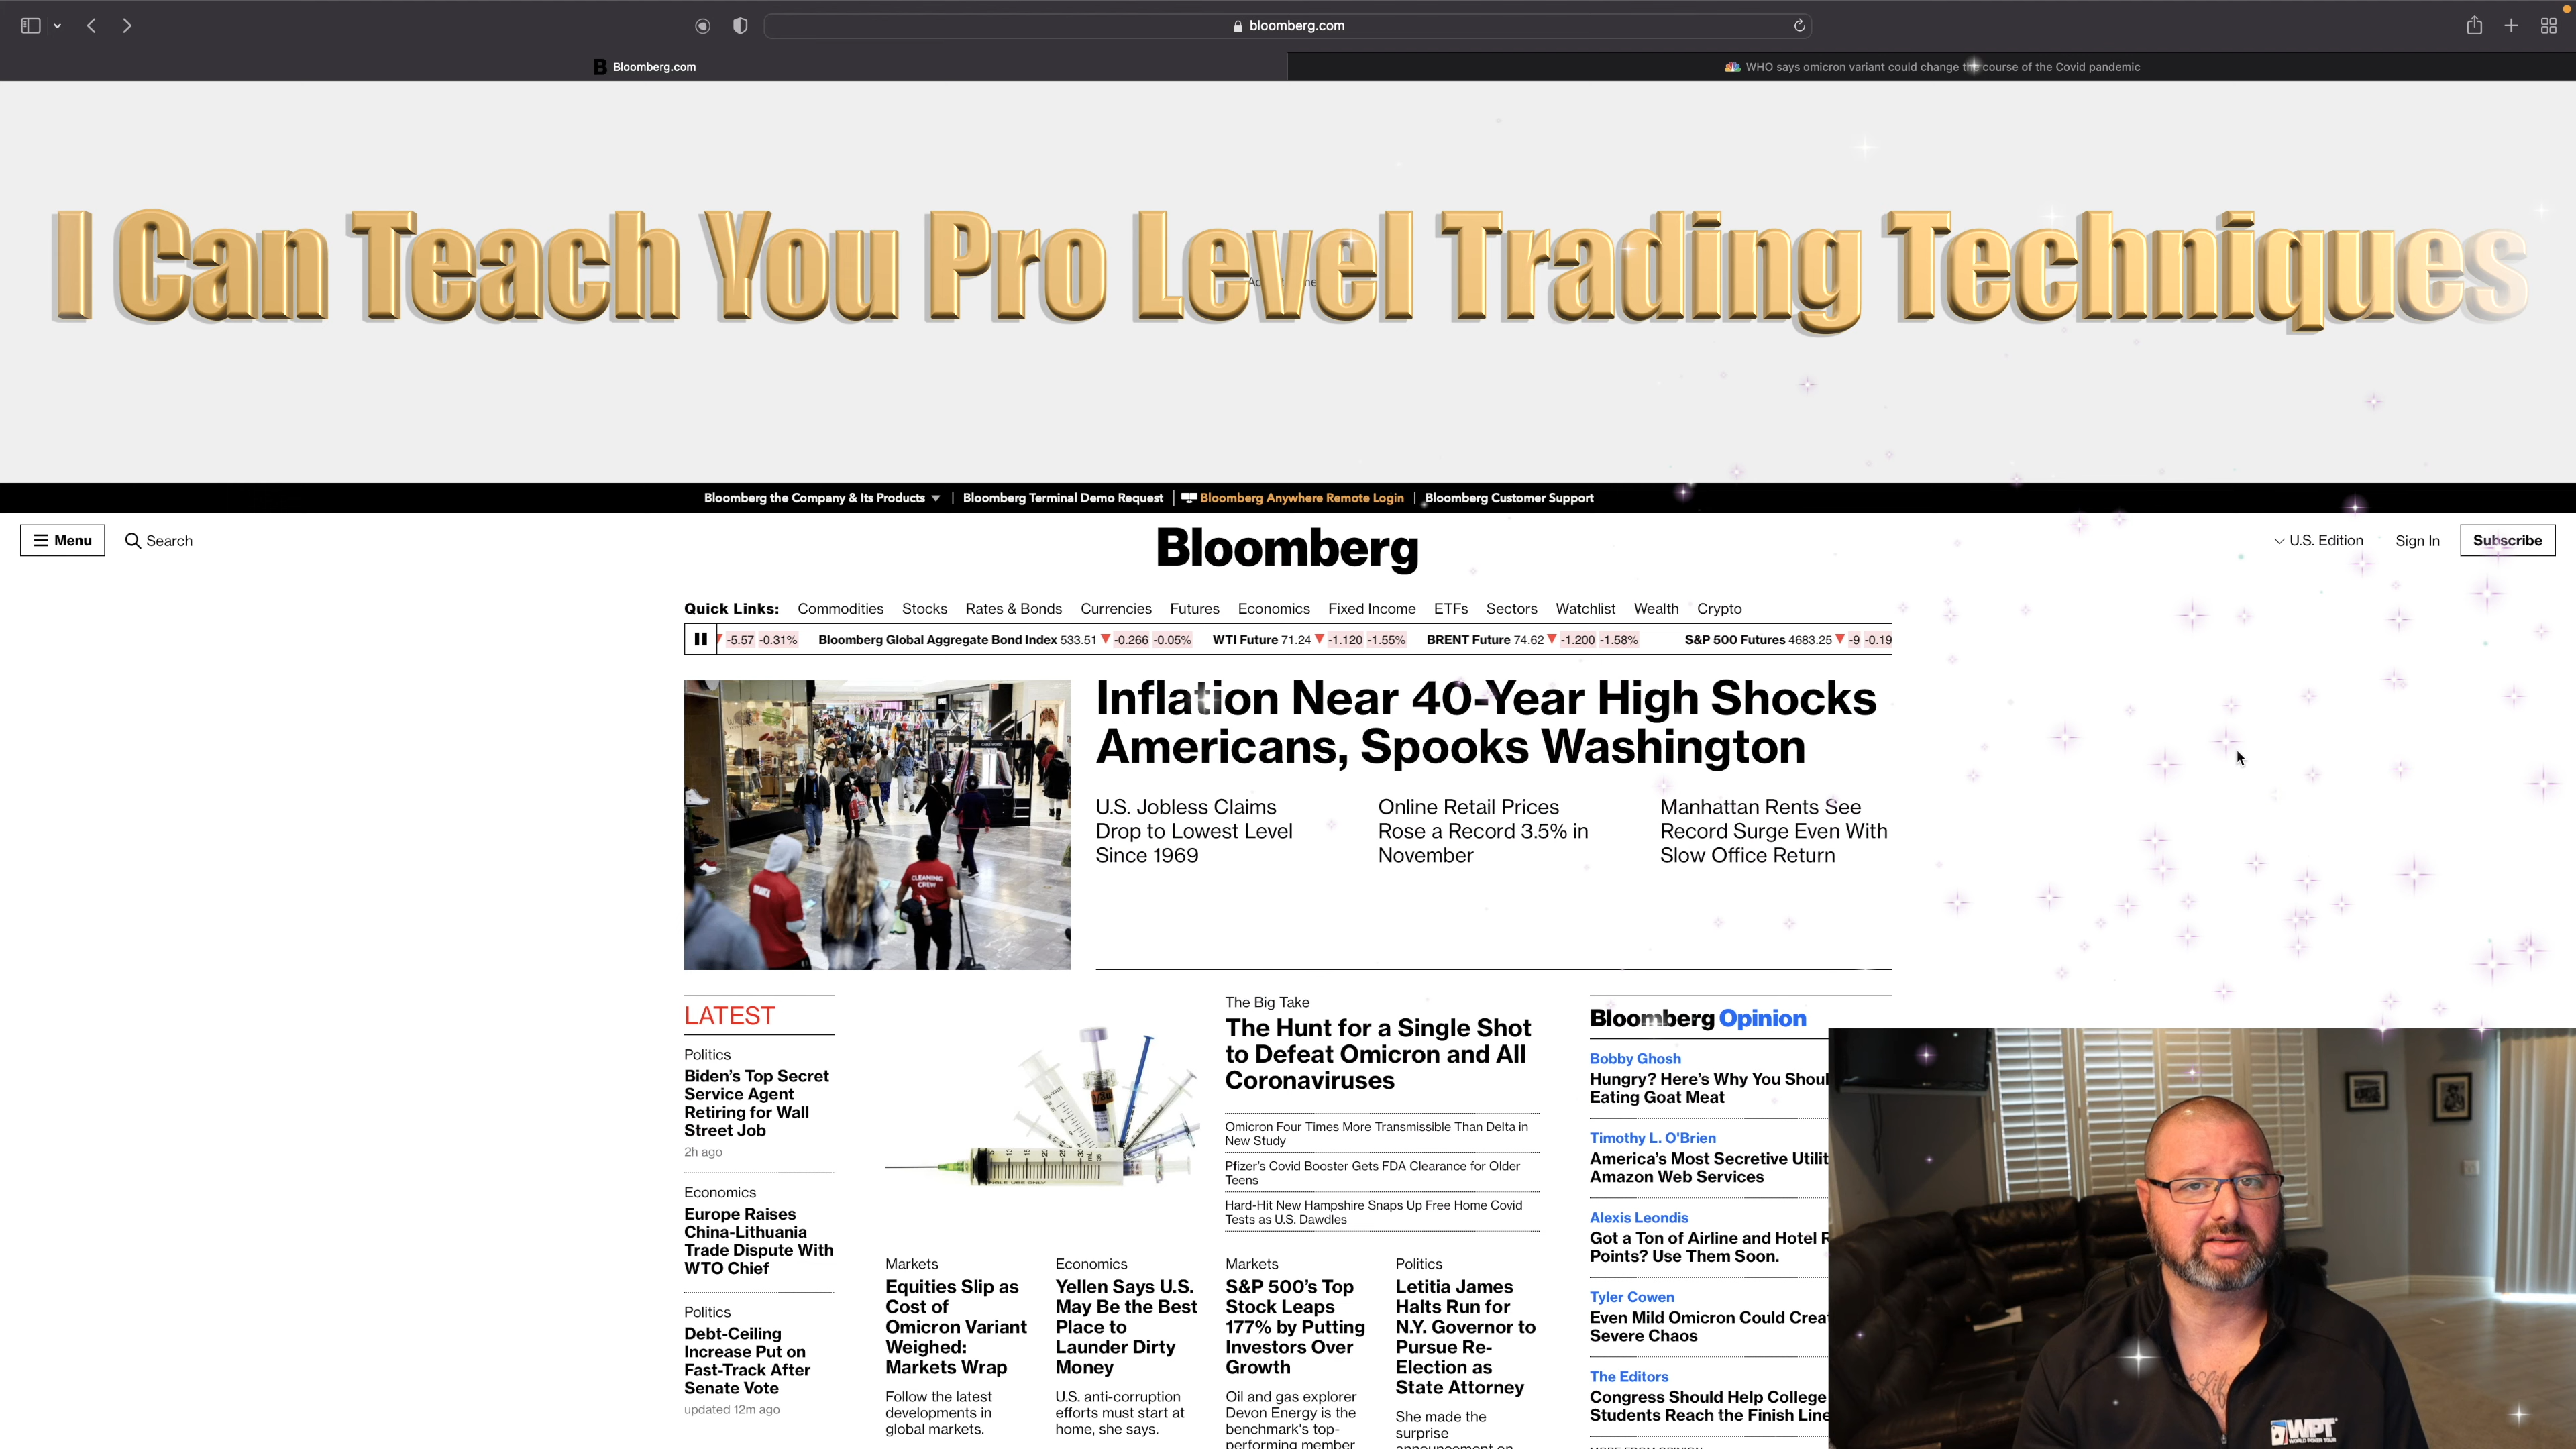 bloomberg.com
Bloomberg.com
WHO says omicron variant could change the course of the Covid pandemic
I Can Teach You Pro Level Trading Techniques
Bloomberg the Company & Its Products
Bloomberg Terminal Demo Request
Bloomberg Anywhere Remote Login
Bloomberg Customer Support
Menu
Search
Bloomberg
U.S. Edition
Sign In
Subscribe
Quick Links: Commodities Stocks Rates & Bonds Currencies Futures Economics Fixed Income ETFs Sectors Watchlist Wealth Crypto
-5.57 -0.31% Bloomberg Global Aggregate Bond Index 533.51 -0.266 -0.05% WTI Future 71.24 -1.120 -1.55% BRENT Future 74.62 -1.200 -1.58% S&P 500 Futures 4683.25 -9 -0.19
Inflation Near 40-Year High Shocks
Americans, Spooks Washington
U.S. Jobless Claims
Drop to Lowest Level
Since 1969
Online Retail Prices
Rose a Record 3.5% in
November
Manhattan Rents See
Record Surge Even With
Slow Office Return
CLEANING
CREW
LATEST
Politics
Biden's Top Secret
Service Agent
Retiring for Wall
Street Job
2h ago
Economics
Europe Raises
China-Lithuania
Trade Dispute With
WTO Chief
Politics
Debt-Ceiling
Increase Put on
Fast-Track After
Senate Vote
updated 12m ago
The Big Take
The Hunt for a Single Shot
to Defeat Omicron and All
Coronaviruses
Omicron Four Times More Transmissible Than Delta in
New Study
Pfizer's Covid Booster Gets FDA Clearance for Older
Teens
Hard-Hit New Hampshire Snaps Up Free Home Covid
Tests as U.S. Dawdles
Markets
Equities Slip as
Cost of
Omicron Variant
Weighed:
Markets Wrap
Follow the latest
developments in
global markets.
Economics
Yellen Says U.S.
May Be the Best
Place to
Launder Dirty
Money
U.S. anti-corruption
efforts must start at
home, she says.
Markets
S&P 500's Top
Stock Leaps
177% by Putting
Investors Over
Growth
Oil and gas explorer
Devon Energy is the
benchmark's top-
performing member
Politics
Letitia James
Halts Run for
N.Y. Governor to
Pursue Re-
Election as
State Attorney
She made the
surprise
announcement on
Bloomberg Opinion
Bobby Ghosh
Hungry? Here's Why You Shoul
Eating Goat Meat
Timothy L. O'Brien
America's Most Secretive Utilit
Amazon Web Services
Alexis Leondis
Got a Ton of Airline and Hotel R
Points? Use Them Soon.
Tyler Cowen
Even Mild Omicron Could Crea
Severe Chaos
The Editors
Congress Should Help College
Students Reach the Finish Line
MORE FROM OPINION
WPT
WORLD POKER TOUR